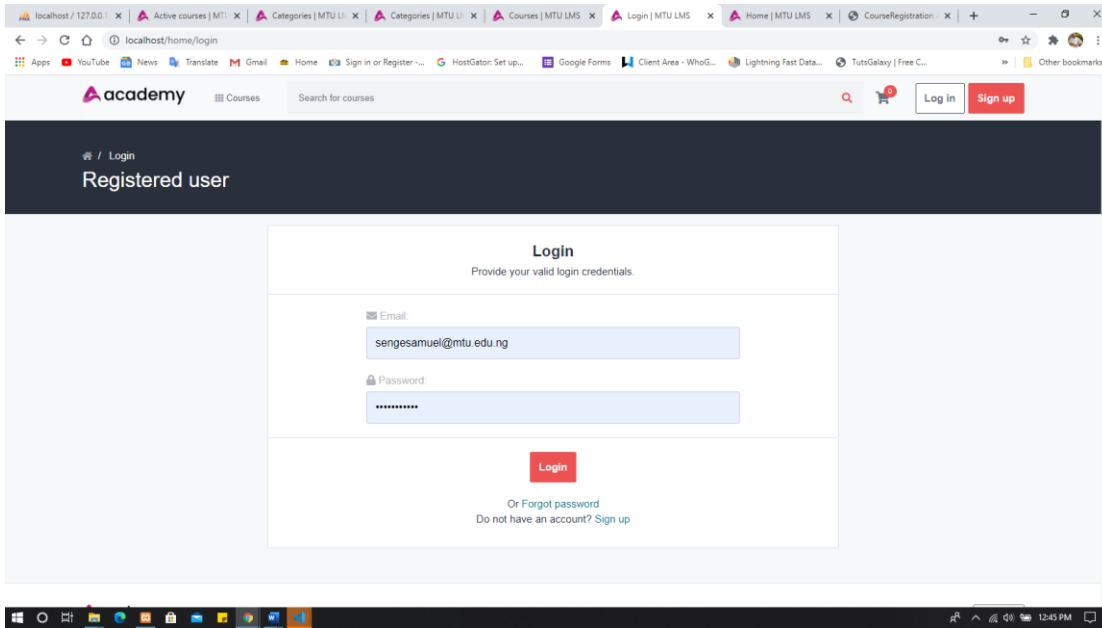 localhost / 127.0.0.1
Active courses | MT
Categories | MTU L
Categories | MTU L
Courses | MTU LMS
Login | MTU LMS
Home | MTU LMS
CourseRegistration
localhost/home/login
Apps
YouTube
News
Translate
Gmail
Home
Sign in or Register -...
HostGator: Set up...
Google Forms
Client Area - WhoG...
Lightning Fast Data...
TutsGalaxy | Free C...
»
Other bookmarks
academy
Courses
Search for courses
0
Log in
Sign up
/ Login
Registered user
Login
Provide your valid login credentials.
Email:
sengesamuel@mtu.edu.ng
Password:
•••••••••••
Login
Or Forgot password
Do not have an account? Sign up
12:45 PM